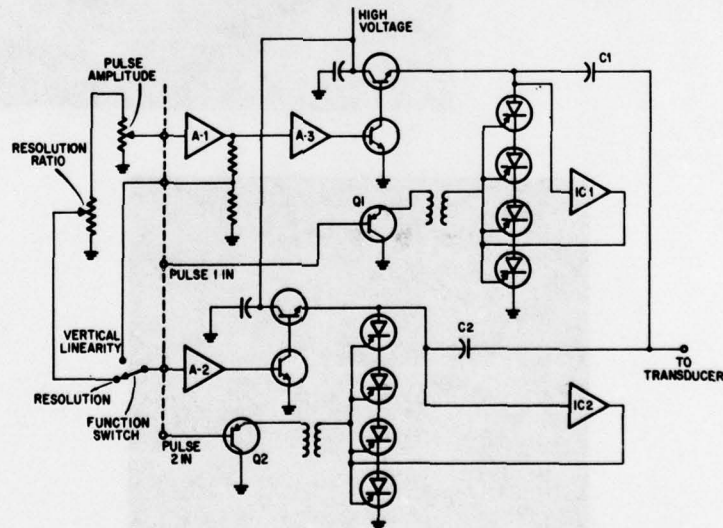 HIGH
VOLTAGE
PULSE
AMPLITUDE
C1
A-1
A-3
RESOLUTION
RATIO
IC1
Q1
PULSE 1 IN
VERTICAL
LINEARITY
C2
TO
TRANSDUCER
A-2
RESOLUTION
FUNCTION
SWITCH
IC2
PULSE
2 IN
Q2